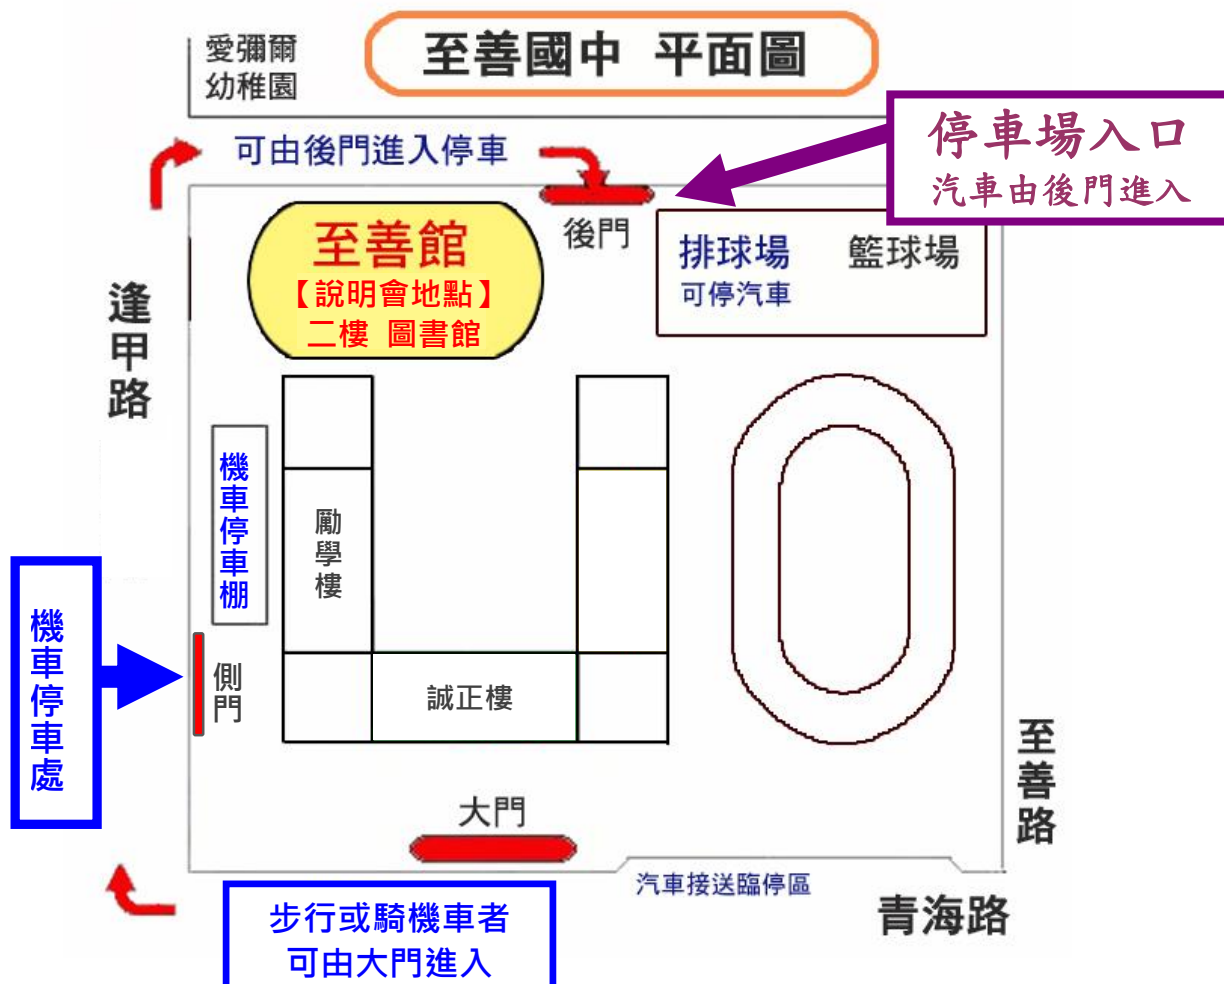 愛彌爾
幼稚園
至善國中 平面圖
停車場入口
汽車由後門進入
可由後門進入停車
後門
至善館
【說明會地點】
二樓 圖書館
排球場 籃球場
可停汽車
逢甲路
機車停車棚
勵學樓
機車停車處
側門
誠正樓
至善路
大門
汽車接送臨停區
青海路
步行或騎機車者
可由大門進入